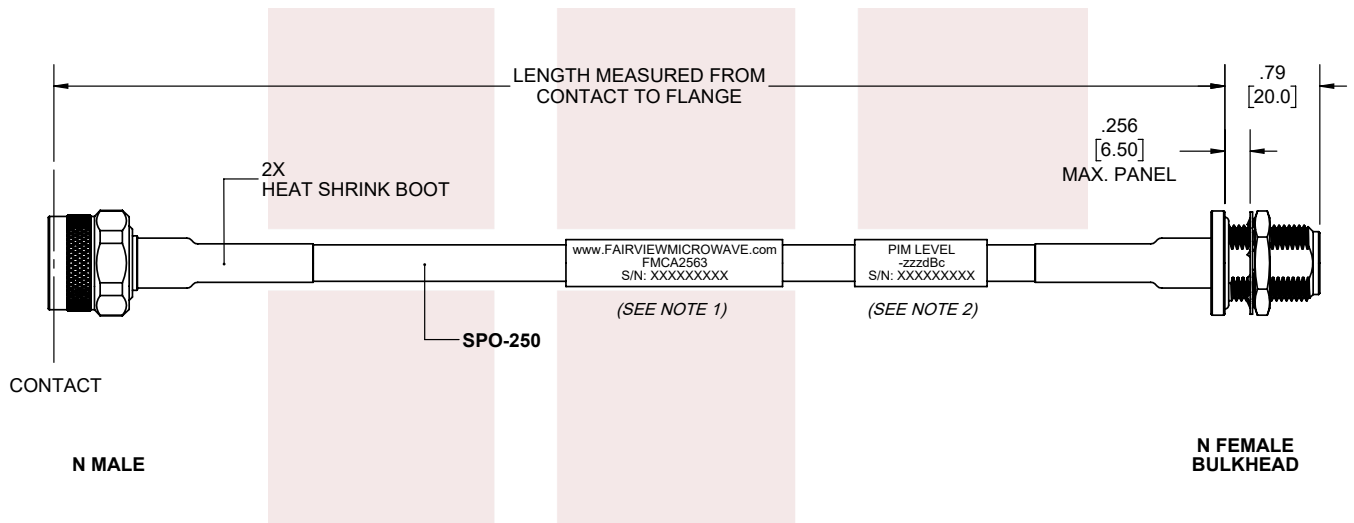 LENGTH MEASURED FROM
CONTACT TO FLANGE
.79
[20.0]
.256
[6.50]
MAX. PANEL
2X
HEAT SHRINK BOOT
www.FAIRVIEWMICROWAVE.com
FMCA2563
S/N: XXXXXXXXX
PIM LEVEL
-zzzdBc
S/N: XXXXXXXXX
(SEE NOTE 1)
(SEE NOTE 2)
SPO-250
CONTACT
N MALE
N FEMALE
BULKHEAD